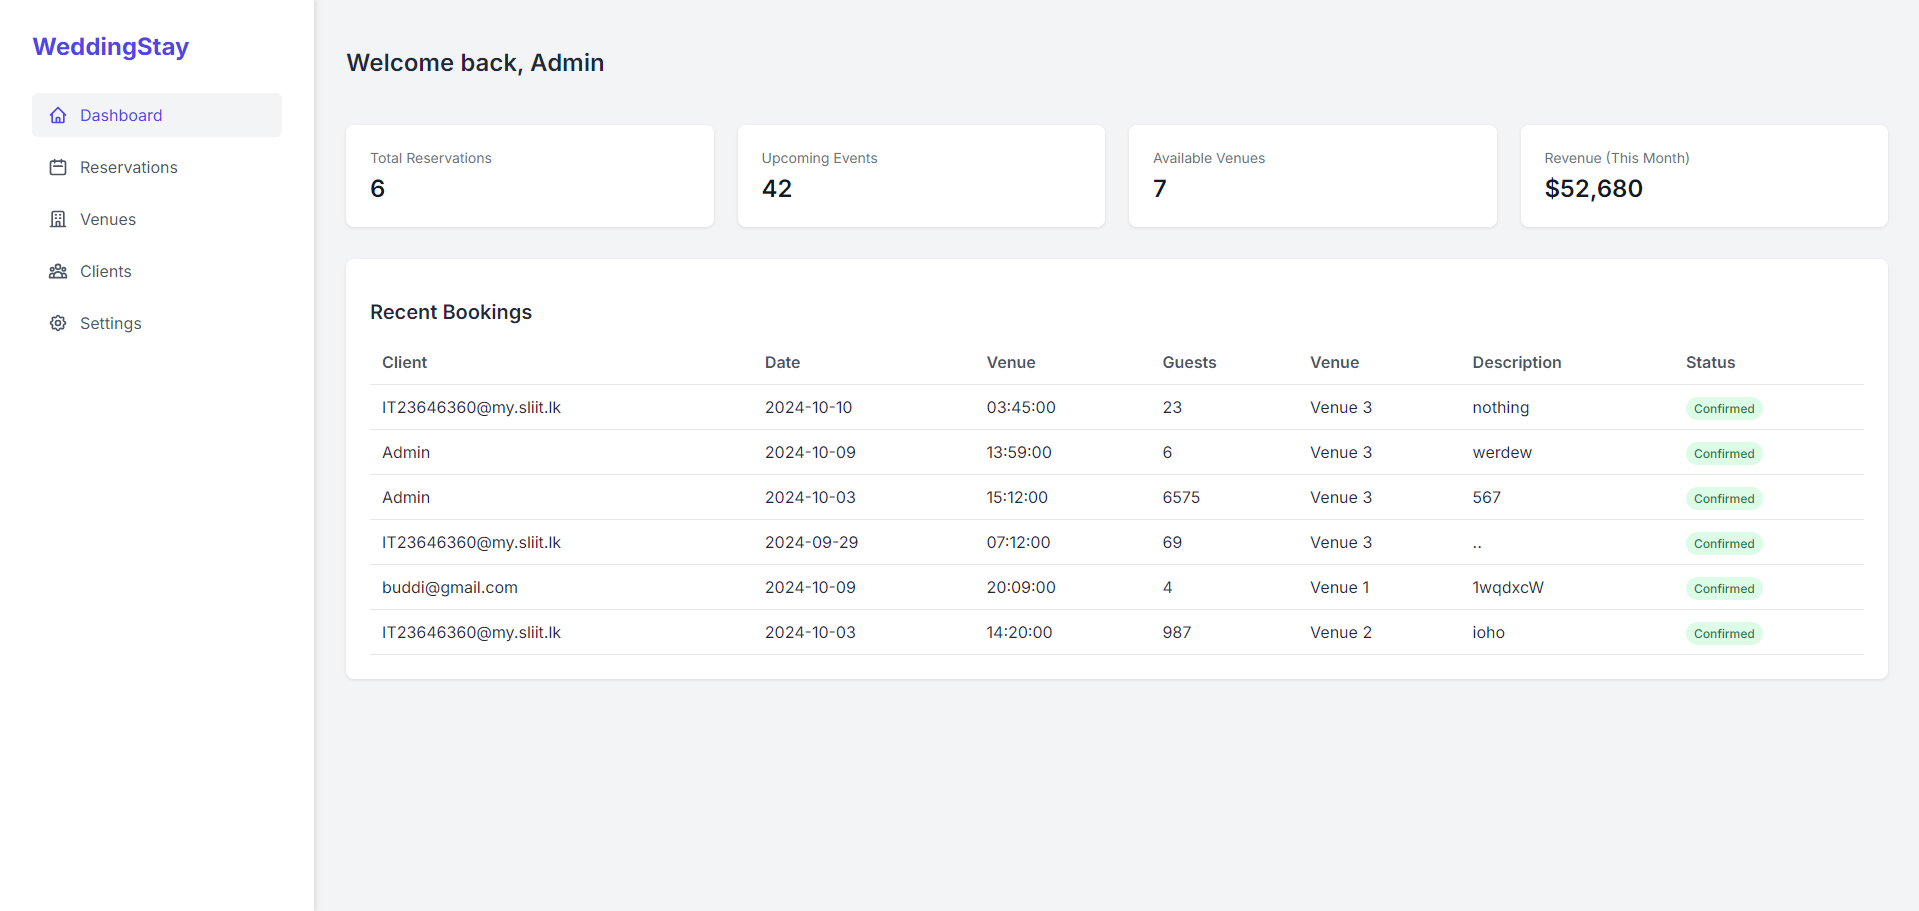 WeddingStay
Dashboard
Reservations
Venues
Clients
Settings
Welcome back, Admin
Total Reservations
6
Upcoming Events
42
Available Venues
7
Revenue (This Month)
$52,680
Recent Bookings
Client Date Venue Guests Venue Description Status
IT23646360@my.sliit.lk 2024-10-10 03:45:00 23 Venue 3 nothing Confirmed
Admin 2024-10-09 13:59:00 6 Venue 3 werdew Confirmed
Admin 2024-10-03 15:12:00 6575 Venue 3 567 Confirmed
IT23646360@my.sliit.lk 2024-09-29 07:12:00 69 Venue 3 .. Confirmed
buddi@gmail.com 2024-10-09 20:09:00 4 Venue 1 1wqdxcW Confirmed
IT23646360@my.sliit.lk 2024-10-03 14:20:00 987 Venue 2 ioho Confirmed